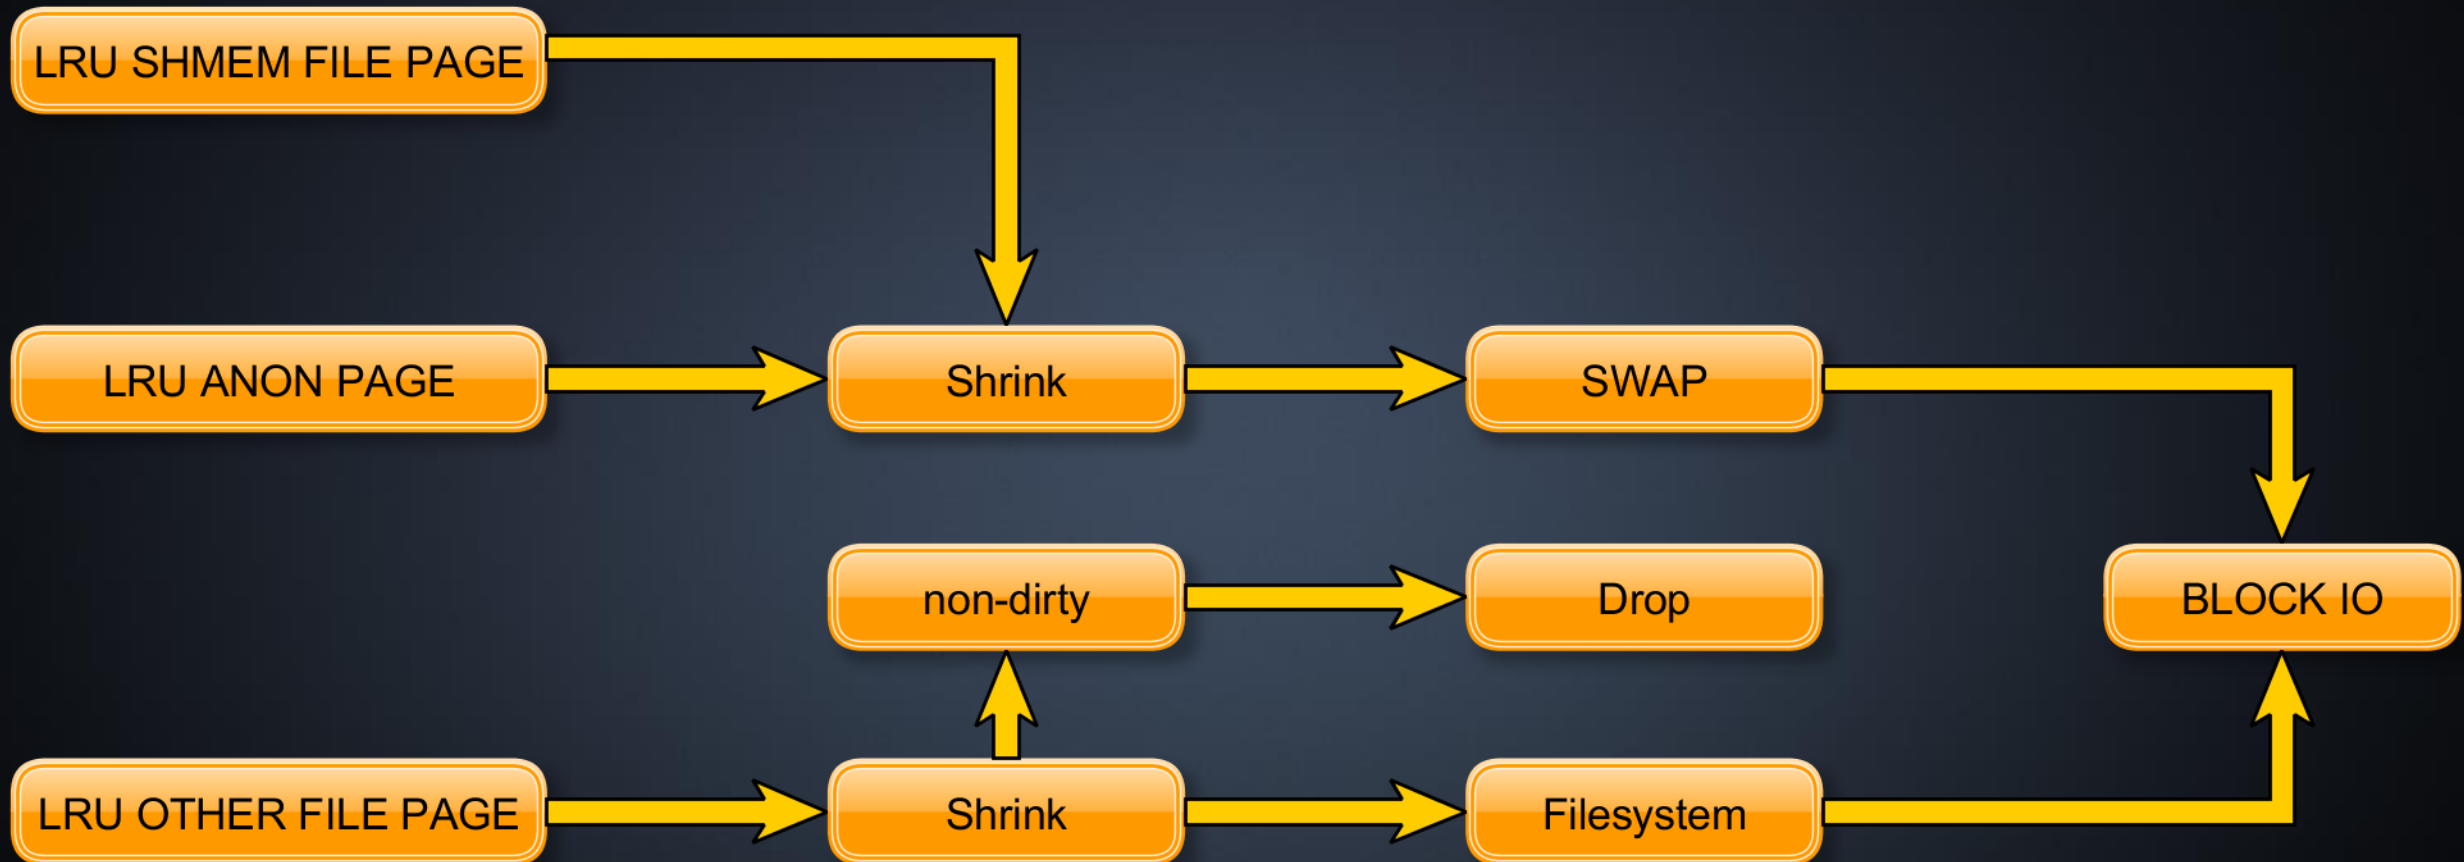 LRU SHMEM FILE PAGE
LRU ANON PAGE
Shrink
SWAP
non-dirty
Drop
BLOCK IO
LRU OTHER FILE PAGE
Shrink
Filesystem